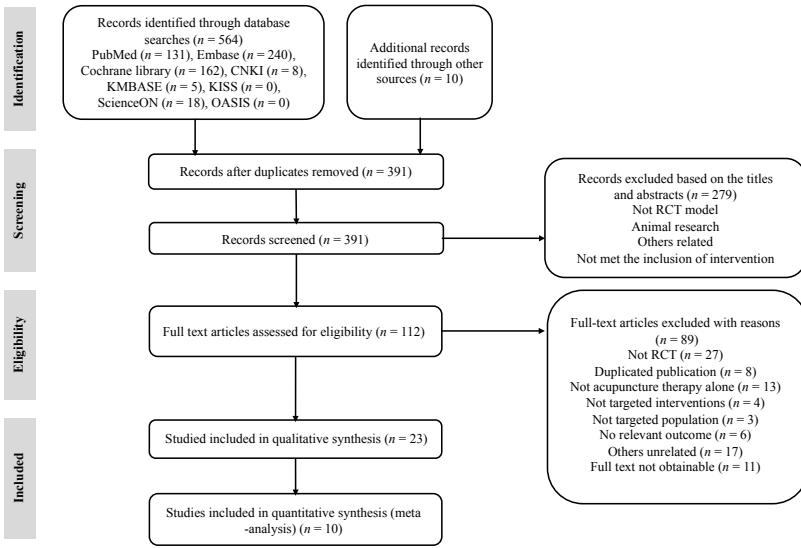 Identification
Records identified through database
searches (n = 564)
PubMed (n = 131), Embase (n = 240),
Cochrane library (n = 162), CNKI (n = 8),
KMBASE (n = 5), KISS (n = 0),
ScienceON (n = 18), OASIS (n = 0)
Additional records
identified through other
sources (n = 10)
Screening
Records after duplicates removed (n = 391)
Records screened (n = 391)
Records excluded based on the titles
and abstracts (n = 279)
Not RCT model
Animal research
Others related
Not met the inclusion of intervention
Eligibility
Full text articles assessed for eligibility (n = 112)
Full-text articles excluded with reasons
(n = 89)
Not RCT (n = 27)
Duplicated publication (n = 8)
Not acupuncture therapy alone (n = 13)
Not targeted interventions (n = 4)
Not targeted population (n = 3)
No relevant outcome (n = 6)
Others unrelated (n = 17)
Full text not obtainable (n = 11)
Included
Studied included in qualitative synthesis (n = 23)
Studies included in quantitative synthesis (meta
-analysis) (n = 10)